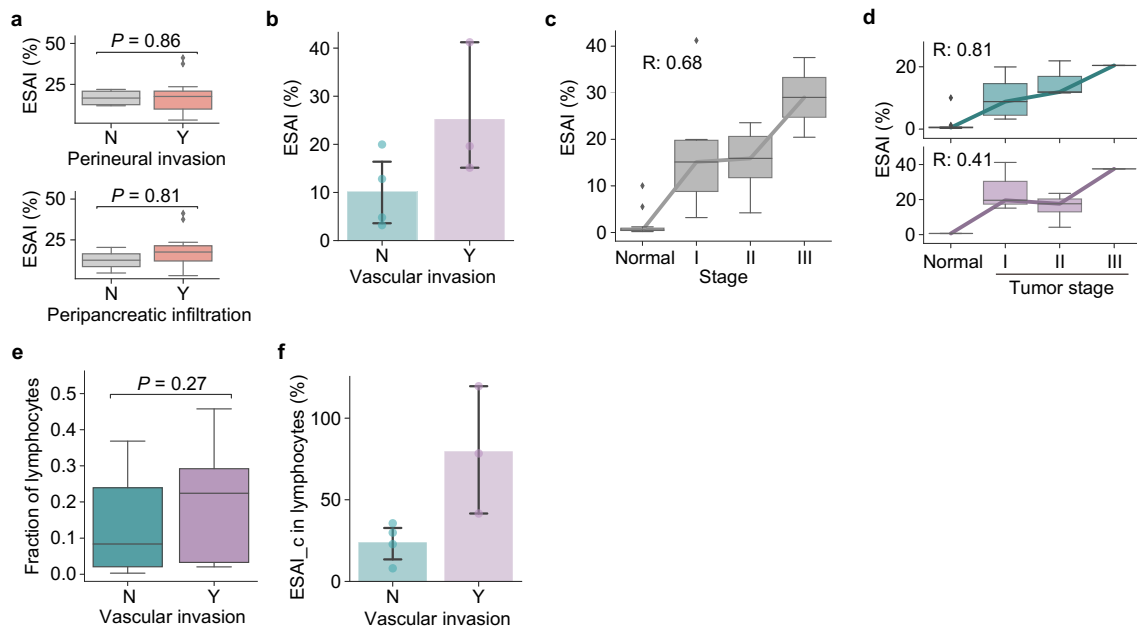 a
P = 0.86
50
25
ESAI (%)
N
Y
Perineural invasion
P = 0.81
50
25
ESAI (%)
N
Y
Peripancreatic infiltration
b
40
30
20
10
0
ESAI (%)
N
Y
Vascular invasion
c
R: 0.68
40
30
20
10
0
ESAI (%)
Normal
I
II
III
Stage
d
R: 0.81
20
0
R: 0.41
40
20
0
ESAI (%)
Normal
I
II
III
Tumor stage
e
P = 0.27
0.5
0.4
0.3
0.2
0.1
0.0
Fraction of lymphocytes
N
Y
Vascular invasion
f
100
50
0
ESAI_c in lymphocytes (%)
N
Y
Vascular invasion